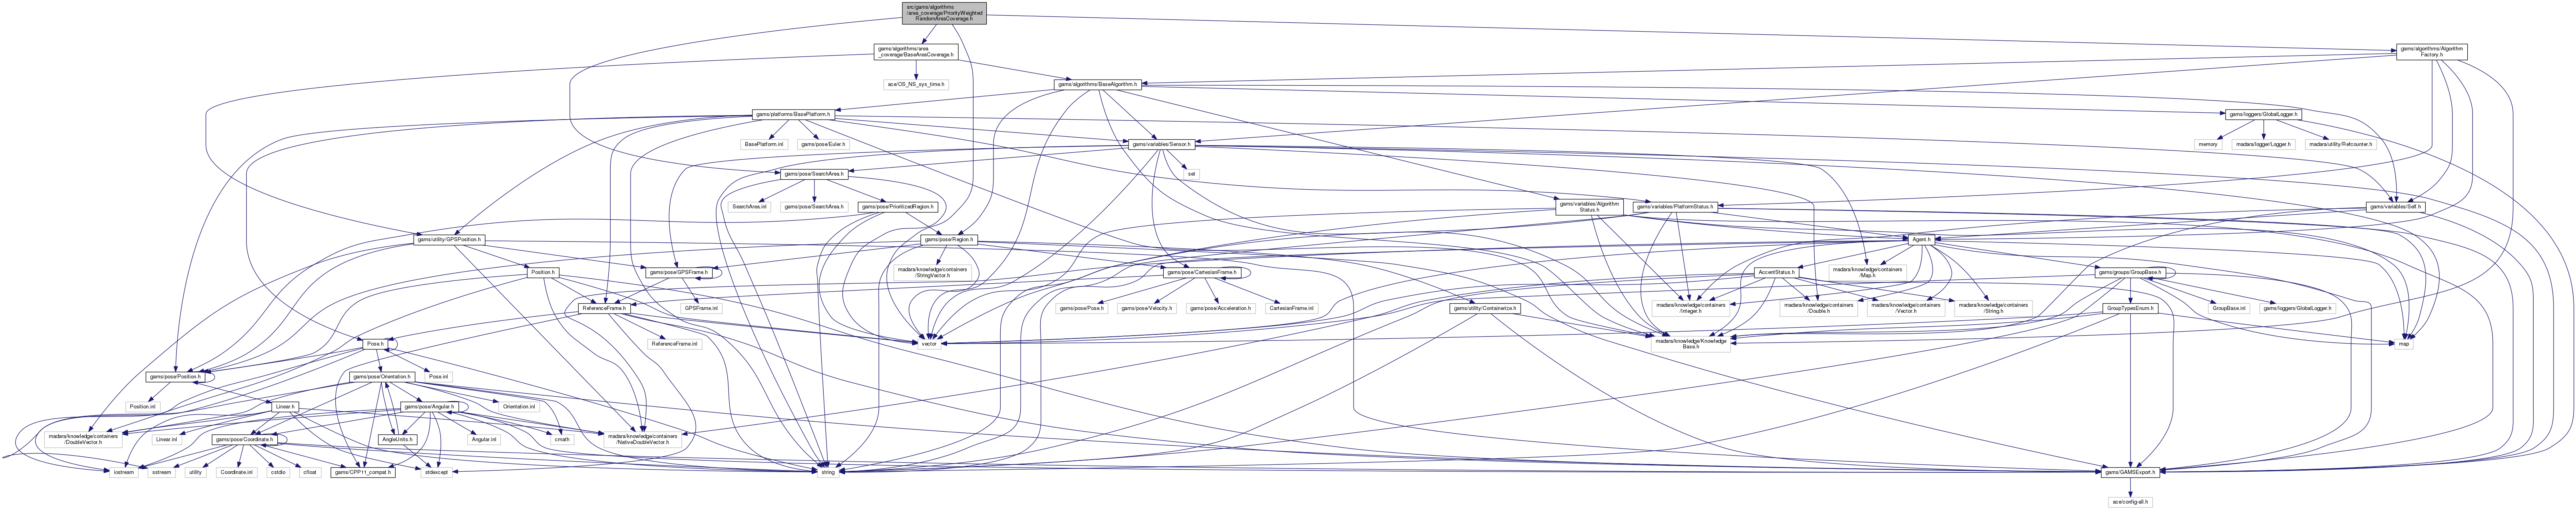 src/gams/algorithms
/area_coverage/PriorityWeighted
RandomAreaCoverage.h
gams/algorithms/area
_coverage/BaseAreaCoverage.h
gams/algorithms/Algorithm
Factory.h
ace/OS_NS_sys_time.h
gams/algorithms/BaseAlgorithm.h
gams/platforms/BasePlatform.h
gams/loggers/GlobalLogger.h
BasePlatform.inl
gams/pose/Euler.h
gams/variables/Sensor.h
memory
madara/logger/Logger.h
madara/utility/Refcounter.h
gams/pose/SearchArea.h
set
SearchArea.inl
gams/pose/SearchArea.h
gams/pose/PrioritizedRegion.h
gams/variables/Algorithm
Status.h
gams/variables/PlatformStatus.h
gams/variables/Self.h
gams/utility/GPSPosition.h
gams/pose/Region.h
Agent.h
Position.h
gams/pose/GPSFrame.h
madara/knowledge/containers
/StringVector.h
gams/pose/CartesianFrame.h
AccentStatus.h
madara/knowledge/containers
/Map.h
gams/groups/GroupBase.h
ReferenceFrame.h
GPSFrame.inl
gams/pose/Pose.h
gams/pose/Velocity.h
gams/pose/Acceleration.h
CartesianFrame.inl
gams/utility/Containerize.h
madara/knowledge/containers
/Integer.h
madara/knowledge/containers
/Double.h
madara/knowledge/containers
/Vector.h
madara/knowledge/containers
/String.h
GroupTypesEnum.h
GroupBase.inl
gams/loggers/GlobalLogger.h
Pose.h
ReferenceFrame.inl
vector
madara/knowledge/Knowledge
Base.h
map
gams/pose/Position.h
gams/pose/Orientation.h
Pose.inl
Position.inl
Linear.h
gams/pose/Angular.h
Orientation.inl
madara/knowledge/containers
/DoubleVector.h
Linear.inl
gams/pose/Coordinate.h
AngleUnits.h
Angular.inl
cmath
madara/knowledge/containers
/NativeDoubleVector.h
iostream
sstream
utility
Coordinate.inl
cstdio
cfloat
gams/CPP11_compat.h
stdexcept
string
gams/GAMSExport.h
ace/config-all.h